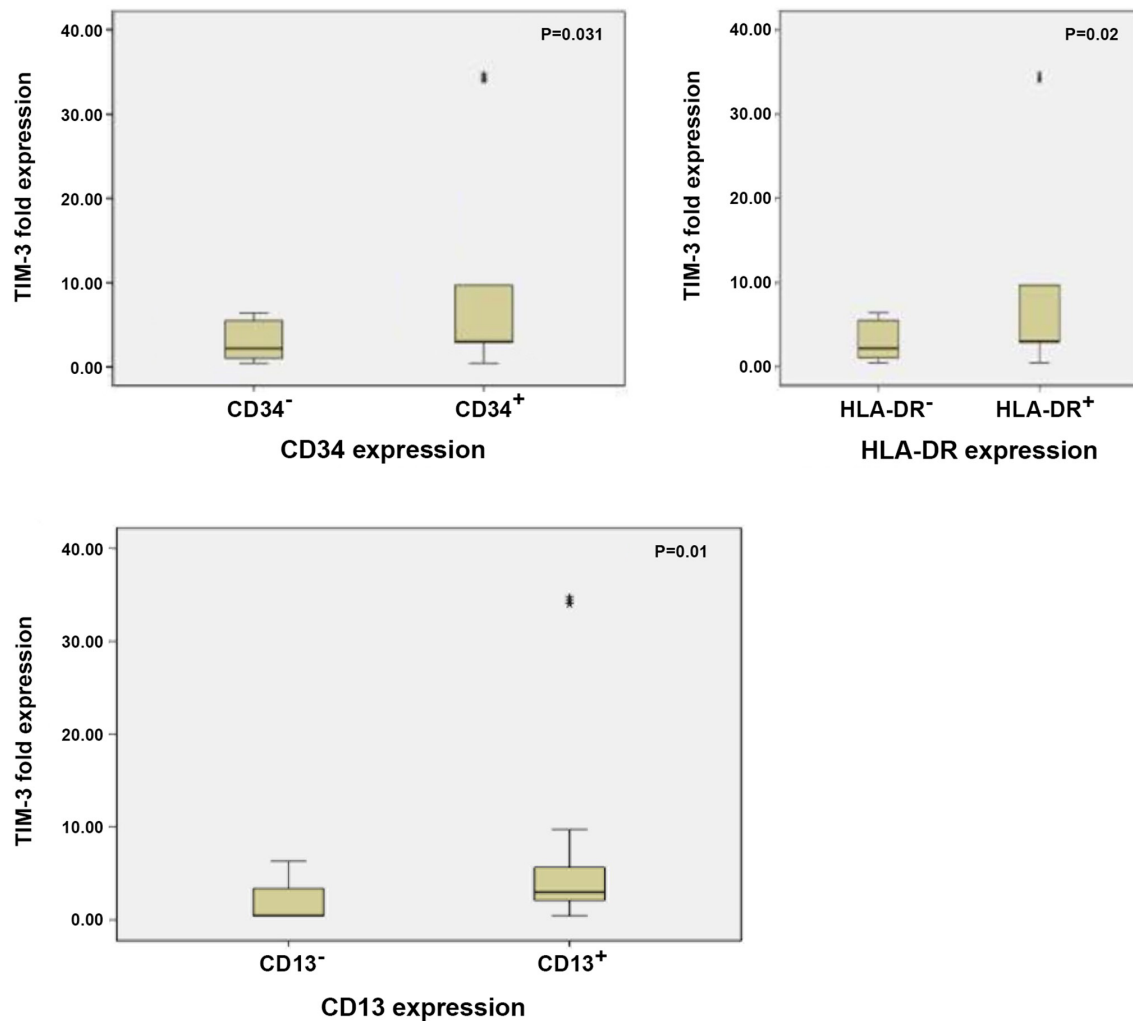 P=0.031
40.00
30.00
20.00
10.00
0.00
TIM-3 fold expression
CD34⁻ CD34⁺
CD34 expression
P=0.02
40.00
30.00
20.00
10.00
0.00
TIM-3 fold expression
HLA-DR⁻ HLA-DR⁺
HLA-DR expression
P=0.01
40.00
30.00
20.00
10.00
0.00
TIM-3 fold expression
CD13⁻ CD13⁺
CD13 expression